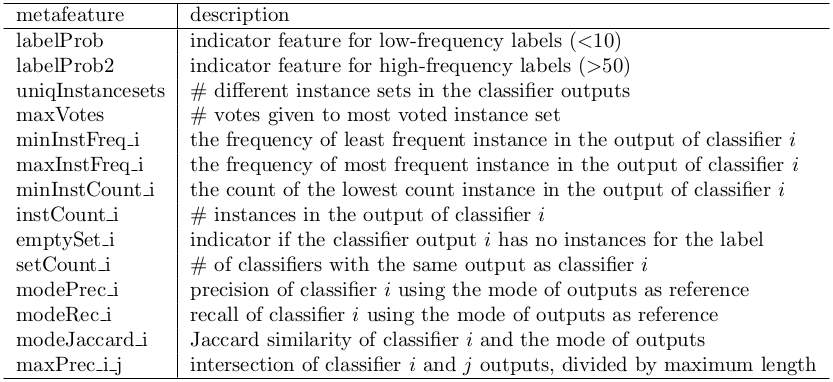 metafeature description
labelProb indicator feature for low-frequency labels (<10)
labelProb2 indicator feature for high-frequency labels (>50)
uniqInstancesets # different instance sets in the classifier outputs
maxVotes # votes given to most voted instance set
minInstFreq_i the frequency of least frequent instance in the output of classifier i
maxInstFreq_i the frequency of most frequent instance in the output of classifier i
minInstCount_i the count of the lowest count instance in the output of classifier i
instCount_i # instances in the output of classifier i
emptySet_i indicator if the classifier output i has no instances for the label
setCount_i # of classifiers with the same output as classifier i
modePrec_i precision of classifier i using the mode of outputs as reference
modeRec_i recall of classifier i using the mode of outputs as reference
modeJaccard_i Jaccard similarity of classifier i and the mode of outputs
maxPrec_i_j intersection of classifier i and j outputs, divided by maximum length